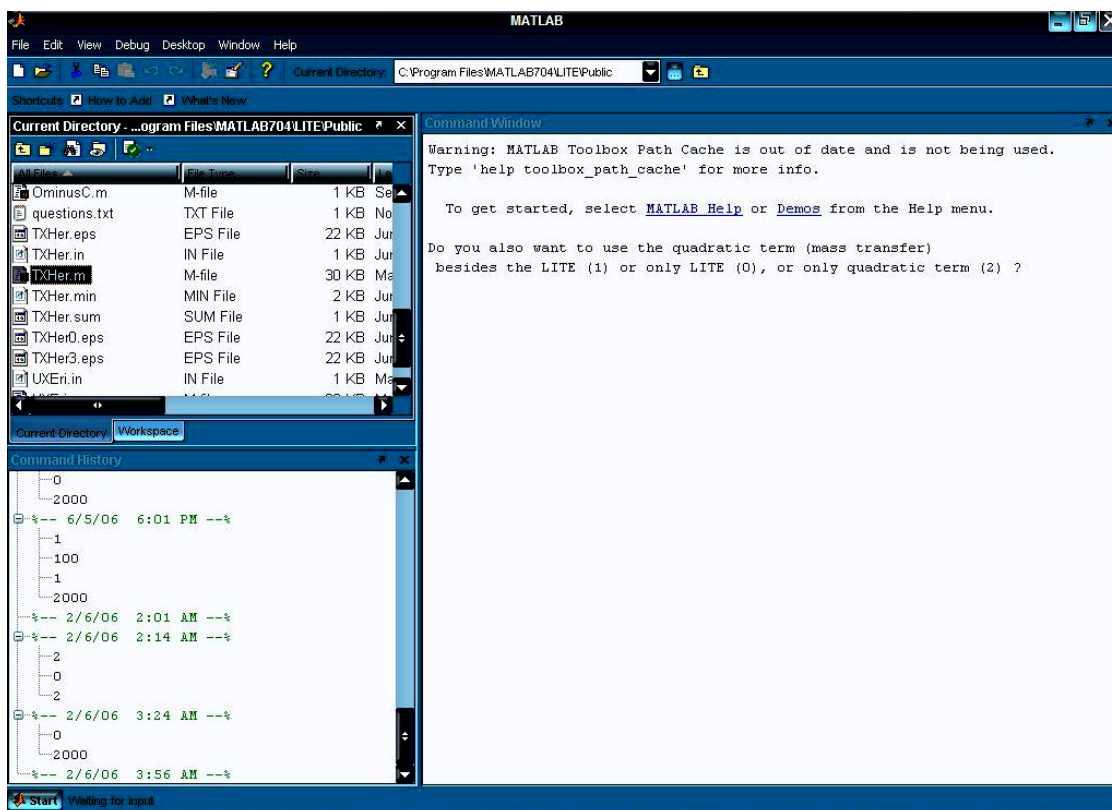 MATLAB
File Edit View Debug Desktop Window Help
Current Directory: C:\Program Files\MATLAB704\LITE\Public
Shortcuts How to Add What's New
Current Directory - ...ogram Files\MATLAB704\LITE\Public
All Files File Type Size
OminusC.m M-file 1 KB Se
questions.txt TXT File 1 KB No
TXHer.eps EPS File 22 KB Jun
TXHer.in IN File 1 KB Jun
TXHer.m M-file 30 KB Ma
TXHer.min MIN File 2 KB Jun
TXHer.sum SUM File 1 KB Jun
TXHer0.eps EPS File 22 KB Jun
TXHer3.eps EPS File 22 KB Jun
UXEri.in IN File 1 KB Ma
Current Directory Workspace
Command History
0
2000
%-- 6/5/06 6:01 PM --%
1
100
1
2000
%-- 2/6/06 2:01 AM --%
%-- 2/6/06 2:14 AM --%
2
0
2
%-- 2/6/06 3:24 AM --%
0
2000
%-- 2/6/06 3:56 AM --%
Command Window
Warning: MATLAB Toolbox Path Cache is out of date and is not being used.
Type 'help toolbox_path_cache' for more info.
To get started, select MATLAB Help or Demos from the Help menu.
Do you also want to use the quadratic term (mass transfer)
besides the LITE (1) or only LITE (0), or only quadratic term (2) ?
Start Waiting for input